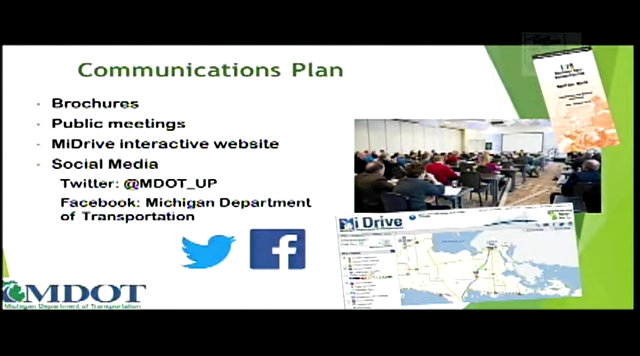 Communications Plan
Brochures
Public meetings
MiDrive interactive website
Social Media
Twitter: @MDOT_UP
Facebook: Michigan Department
of Transportation
Mi Drive
MDOT
Michigan Department of Transportation